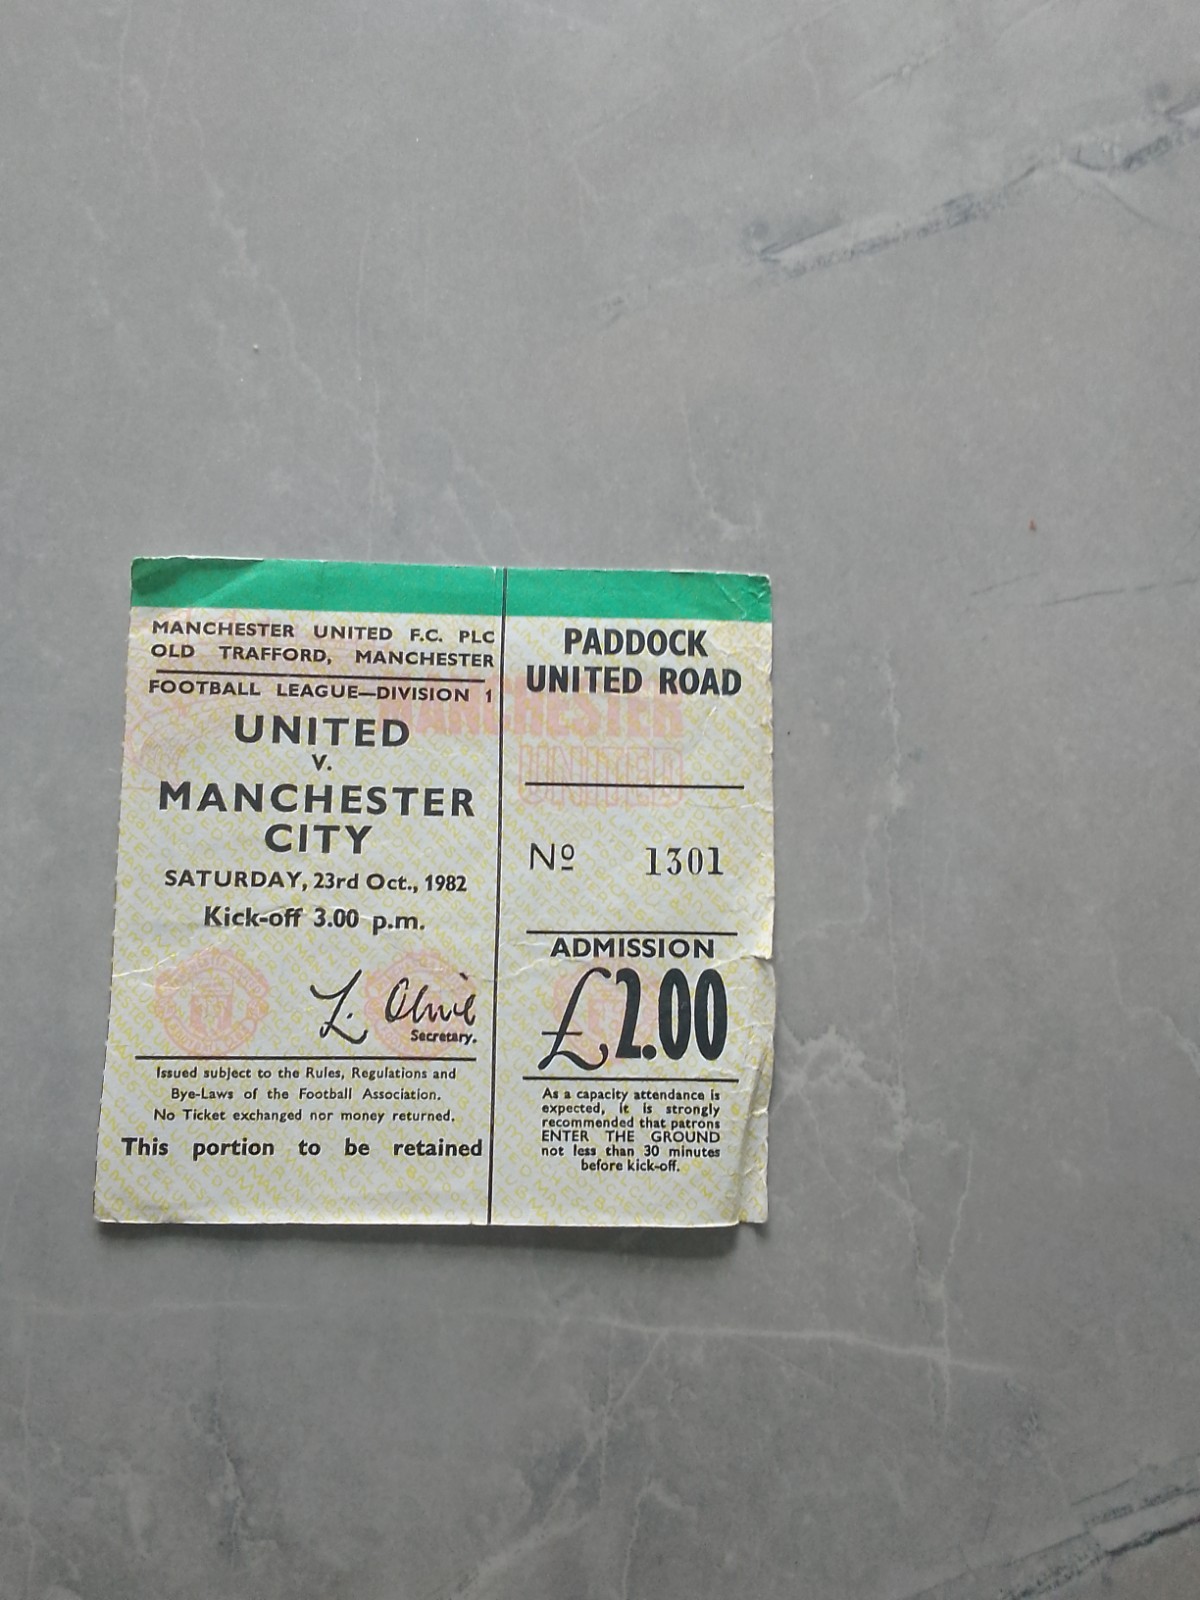 MANCHESTER UNITED F.C. PLC
OLD TRAFFORD, MANCHESTER
FOOTBALL LEAGUE—DIVISION 1
UNITED
V.
MANCHESTER
CITY
SATURDAY, 23rd Oct., 1982
Kick-off 3.00 p.m.
L. Olive
Secretary.
Issued subject to the Rules, Regulations and
Bye-Laws of the Football Association.
No Ticket exchanged nor money returned.
This portion to be retained
PADDOCK
UNITED ROAD
MANCHESTER
UNITED
Nº 1301
ADMISSION
£2.00
As a capacity attendance is
expected, it is strongly
recommended that patrons
ENTER THE GROUND
not less than 30 minutes
before kick-off.